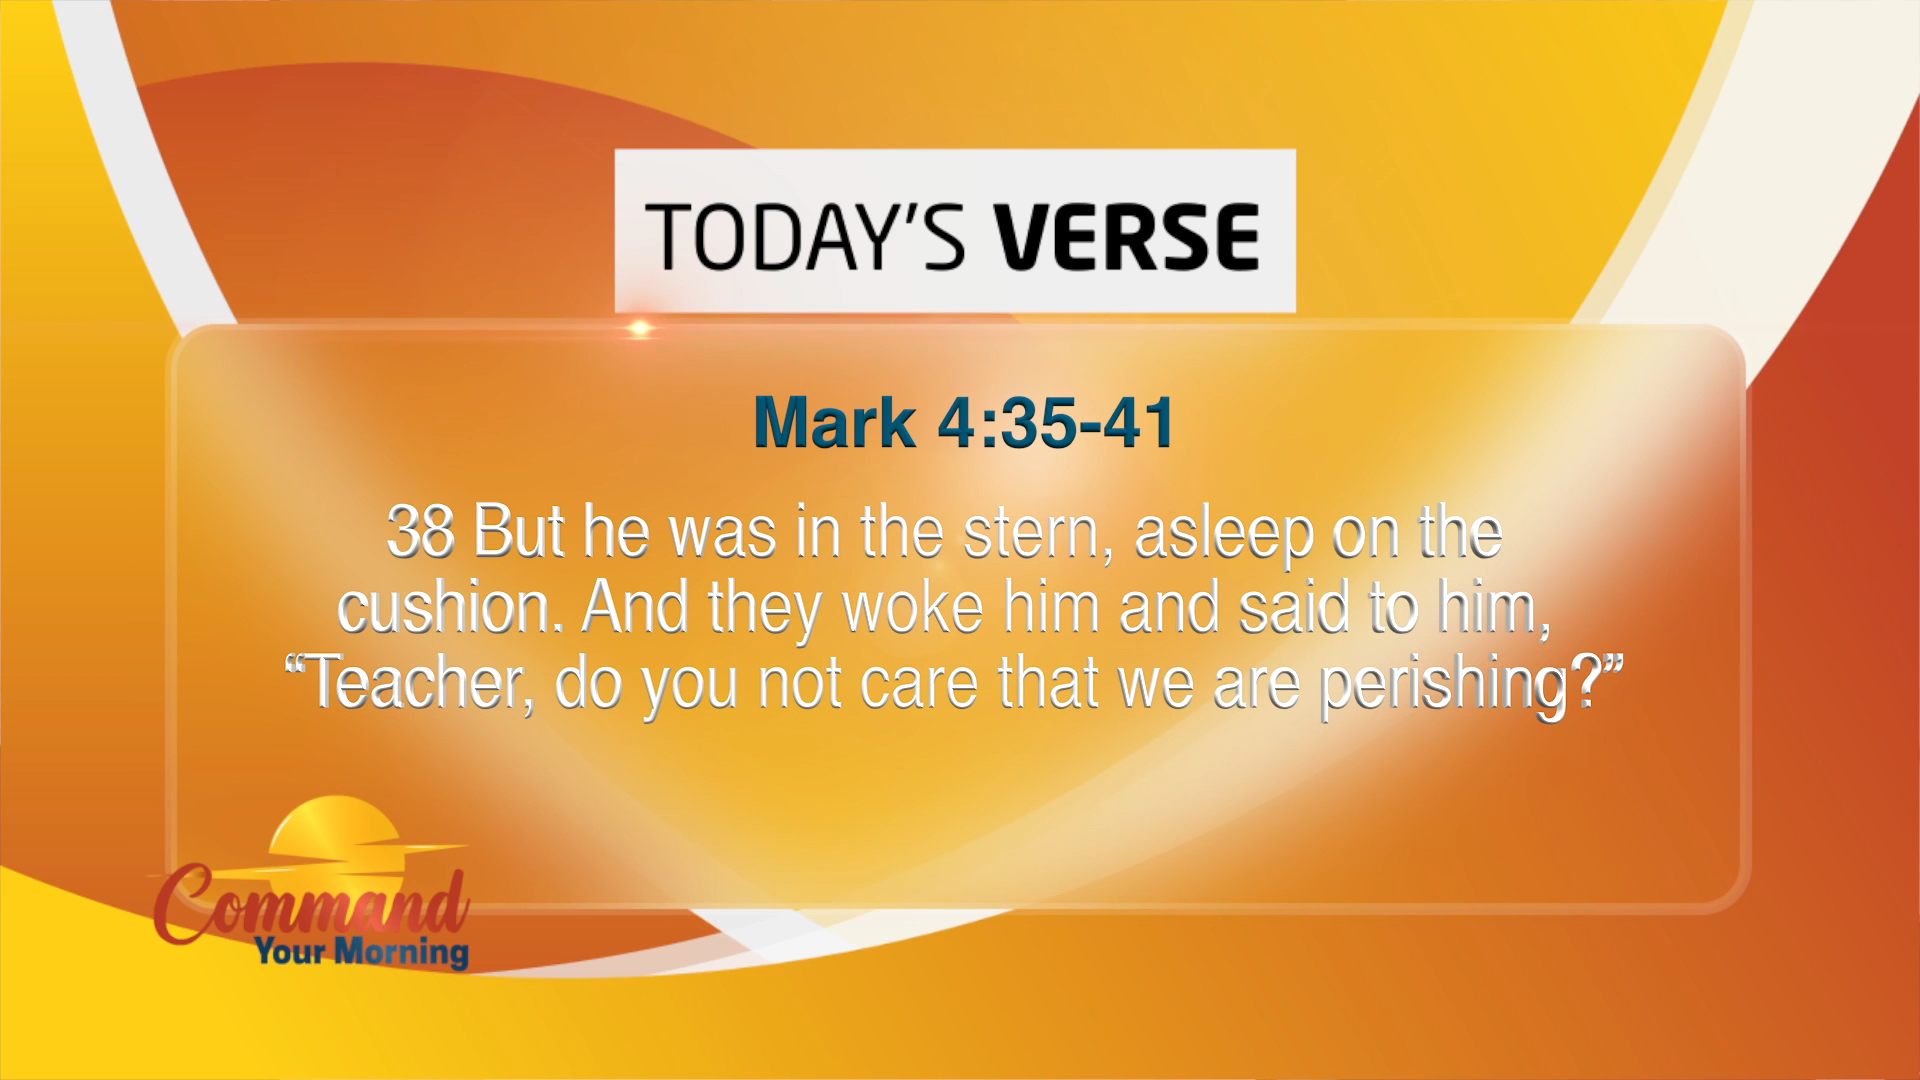 TODAY'S VERSE
Mark 4:35-41
38 But he was in the stern, asleep on the
cushion. And they woke him and said to him,
“Teacher, do you not care that we are perishing?”
Command
Your Morning